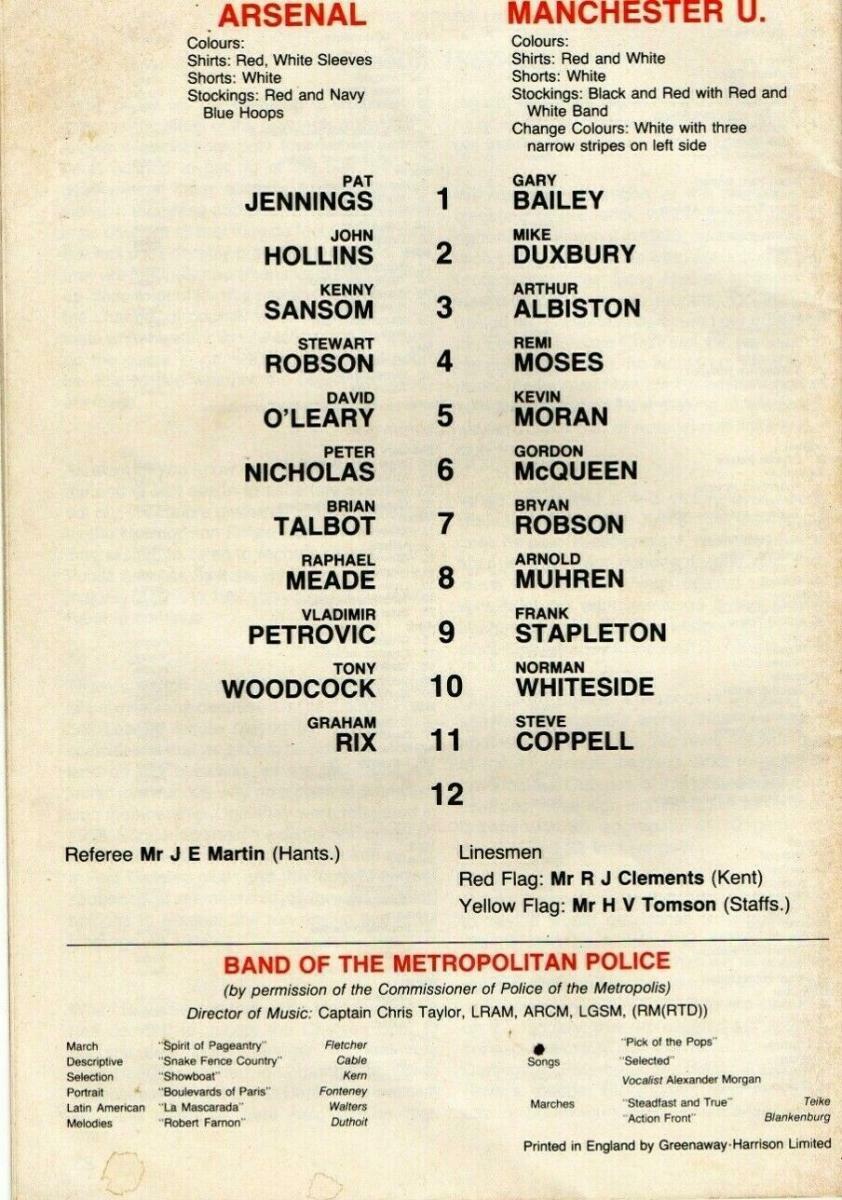 ARSENAL
Colours:
Shirts: Red, White Sleeves
Shorts: White
Stockings: Red and Navy
Blue Hoops
MANCHESTER U.
Colours:
Shirts: Red and White
Shorts: White
Stockings: Black and Red with Red and
White Band
Change Colours: White with three
narrow stripes on left side
PAT GARY
JENNINGS 1 BAILEY
JOHN MIKE
HOLLINS 2 DUXBURY
KENNY ARTHUR
SANSOM 3 ALBISTON
STEWART REMI
ROBSON 4 MOSES
DAVID KEVIN
O'LEARY 5 MORAN
PETER GORDON
NICHOLAS 6 McQUEEN
BRIAN BRYAN
TALBOT 7 ROBSON
RAPHAEL ARNOLD
MEADE 8 MUHREN
VLADIMIR FRANK
PETROVIC 9 STAPLETON
TONY NORMAN
WOODCOCK 10 WHITESIDE
GRAHAM STEVE
RIX 11 COPPELL
12
Referee Mr J E Martin (Hants.)
Linesmen
Red Flag: Mr R J Clements (Kent)
Yellow Flag: Mr H V Tomson (Staffs.)
BAND OF THE METROPOLITAN POLICE
(by permission of the Commissioner of Police of the Metropolis)
Director of Music: Captain Chris Taylor, LRAM, ARCM, LGSM, (RM(RTD))
March "Spirit of Pageantry" Fletcher
Descriptive "Snake Fence Country" Cable
Selection "Showboat" Kern
Portrait "Boulevards of Paris" Fonteney
Latin American "La Mascarada" Walters
Melodies "Robert Farnon" Duthoit
"Pick of the Pops"
Songs "Selected"
Vocalist Alexander Morgan
Marches "Steadfast and True" Teike
"Action Front" Blankenburg
Printed in England by Greenaway-Harrison Limited